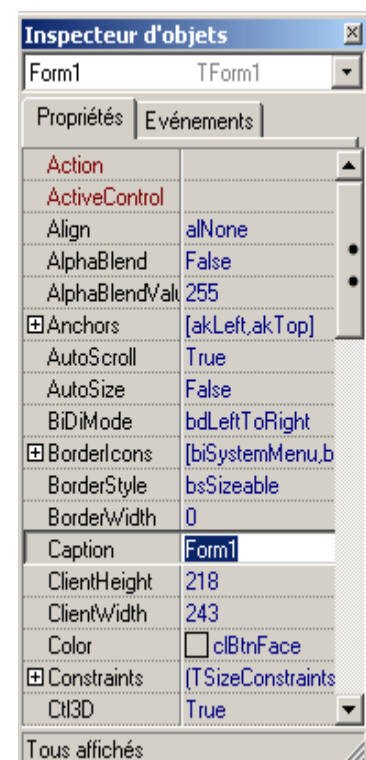 Inspecteur d'objets
Form1 TForm1
Propriétés Evénements
Action
ActiveControl
Align alNone
AlphaBlend False
AlphaBlendValu 255
Anchors [akLeft,akTop]
AutoScroll True
AutoSize False
BiDiMode bdLeftToRight
BorderIcons [biSystemMenu,b
BorderStyle bsSizeable
BorderWidth 0
Caption Form1
ClientHeight 218
ClientWidth 243
Color clBtnFace
Constraints (TSizeConstraints
Ctl3D True
Tous affichés